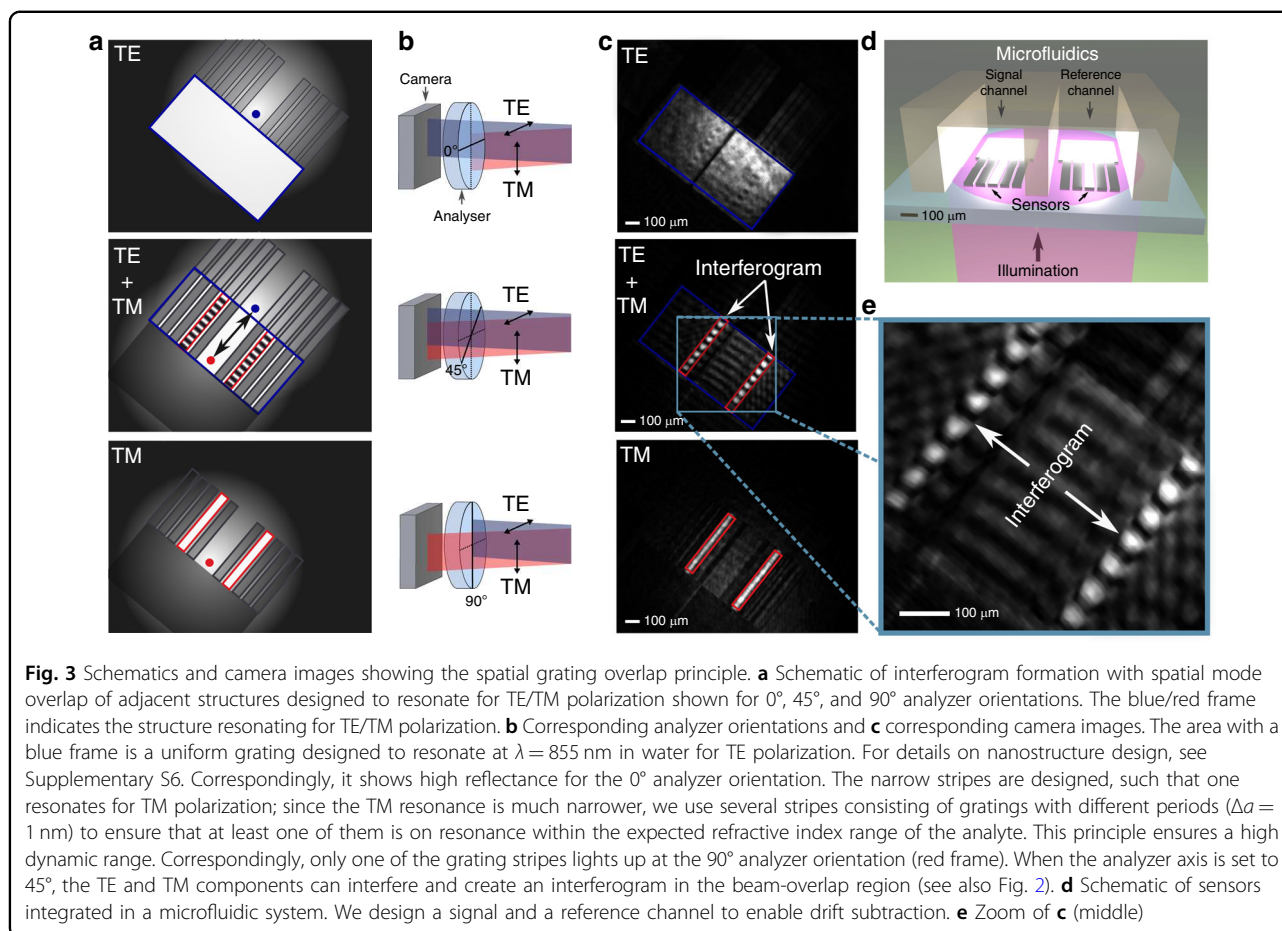 a
TE
TE
+
TM
TM
b
Camera
0°
TE
TM
Analyser
45°
TE
TM
90°
TE
TM
c
TE
100 µm
TE
+
TM
Interferogram
100 µm
TM
100 µm
d
Microfluidics
Signal
channel
Reference
channel
Sensors
100 µm
Illumination
e
Interferogram
100 µm
Fig. 3 Schematics and camera images showing the spatial grating overlap principle. a Schematic of interferogram formation with spatial mode
overlap of adjacent structures designed to resonate for TE/TM polarization shown for 0°, 45°, and 90° analyzer orientations. The blue/red frame
indicates the structure resonating for TE/TM polarization. b Corresponding analyzer orientations and c corresponding camera images. The area with a
blue frame is a uniform grating designed to resonate at λ = 855 nm in water for TE polarization. For details on nanostructure design, see
Supplementary S6. Correspondingly, it shows high reflectance for the 0° analyzer orientation. The narrow stripes are designed, such that one
resonates for TM polarization; since the TM resonance is much narrower, we use several stripes consisting of gratings with different periods (Δa =
1 nm) to ensure that at least one of them is on resonance within the expected refractive index range of the analyte. This principle ensures a high
dynamic range. Correspondingly, only one of the grating stripes lights up at the 90° analyzer orientation (red frame). When the analyzer axis is set to
45°, the TE and TM components can interfere and create an interferogram in the beam-overlap region (see also Fig. 2). d Schematic of sensors
integrated in a microfluidic system. We design a signal and a reference channel to enable drift subtraction. e Zoom of c (middle)